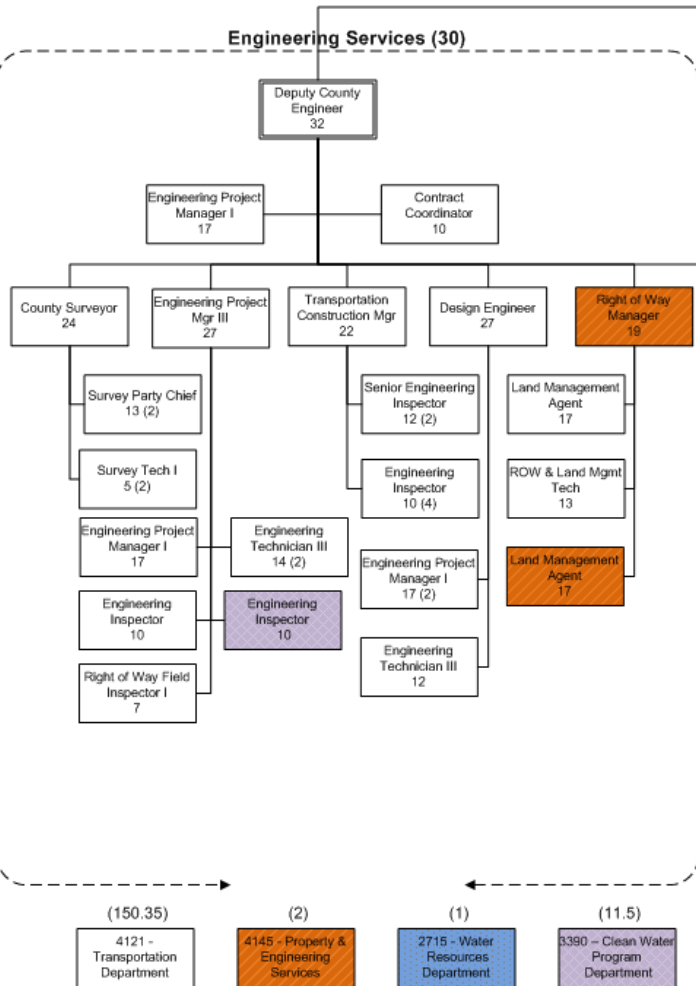 Engineering Services (30)
Deputy County
Engineer
32
Engineering Project
Manager I
17
Contract
Coordinator
10
County Surveyor
24
Engineering Project
Mgr III
27
Transportation
Construction Mgr
22
Design Engineer
27
Right of Way
Manager
19
Survey Party Chief
13 (2)
Senior Engineering
Inspector
12 (2)
Land Management
Agent
17
Survey Tech I
5 (2)
Engineering
Inspector
10 (4)
ROW & Land Mgmt
Tech
13
Engineering Project
Manager I
17
Engineering
Technician III
14 (2)
Engineering Project
Manager I
17 (2)
Land Management
Agent
17
Engineering
Inspector
10
Engineering
Inspector
10
Engineering
Technician III
12
Right of Way Field
Inspector I
7
(150.35)
(2)
(1)
(11.5)
4121 -
Transportation
Department
4145 - Property &
Engineering
Services
2715 - Water
Resources
Department
3390 – Clean Water
Program
Department